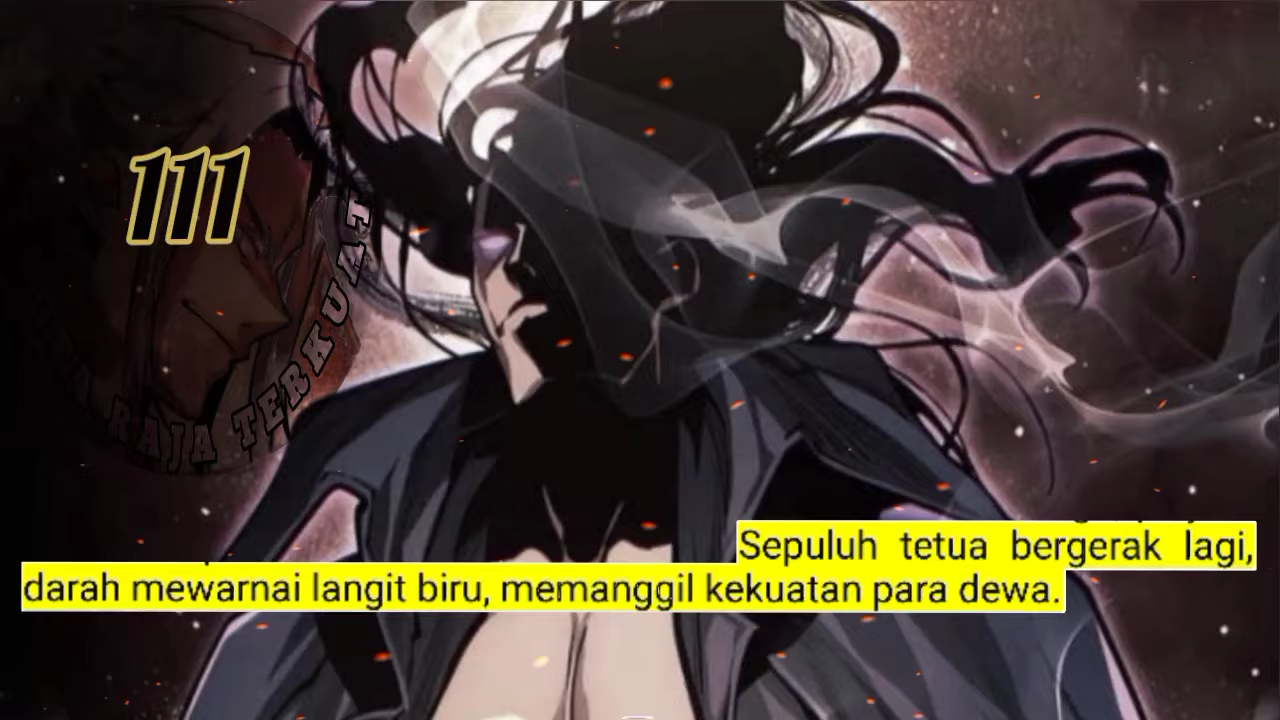 111
RAJA TERKUAT
Sepuluh tetua bergerak lagi,
darah mewarnai langit biru, memanggil kekuatan para dewa.